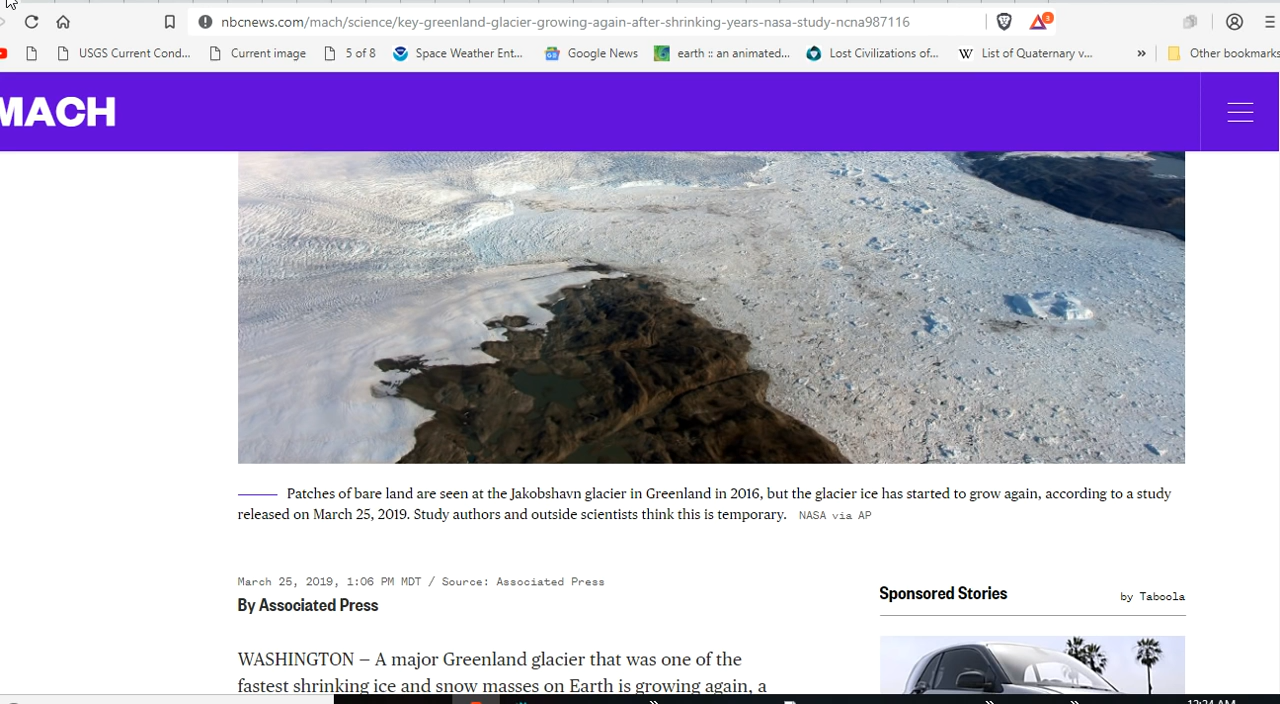 nbcnews.com/mach/science/key-greenland-glacier-growing-again-after-shrinking-years-nasa-study-ncna987116
3
USGS Current Cond... Current image 5 of 8 Space Weather Ent... Google News earth :: an animated... Lost Civilizations of... List of Quaternary v... » Other bookmarks
MACH
Patches of bare land are seen at the Jakobshavn glacier in Greenland in 2016, but the glacier ice has started to grow again, according to a study
released on March 25, 2019. Study authors and outside scientists think this is temporary. NASA via AP
March 25, 2019, 1:06 PM MDT / Source: Associated Press
By Associated Press
Sponsored Stories
by Taboola
WASHINGTON — A major Greenland glacier that was one of the
fastest shrinking ice and snow masses on Earth is growing again, a